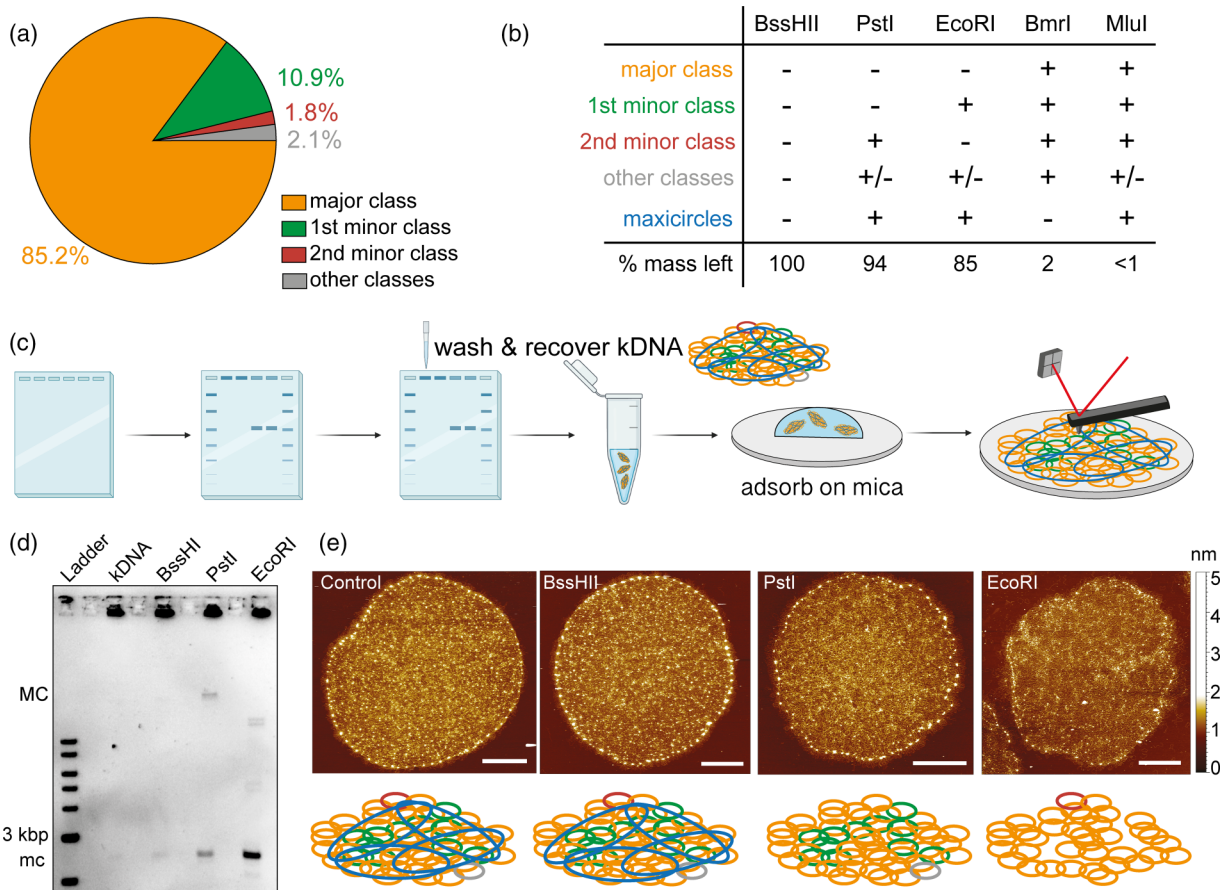 (a)
10.9%
1.8%
2.1%
85.2%
major class
1st minor class
2nd minor class
other classes
(b)
BssHII PstI EcoRI BmrI MluI
major class - - - + +
1st minor class - - + + +
2nd minor class - + - + +
other classes - +/- +/- + +/-
maxicircles - + + - +
% mass left 100 94 85 2 <1
(c)
wash & recover kDNA
adsorb on mica
(d)
Ladder
kDNA
BssHI
PstI
EcoRI
MC
3 kbp
mc
(e)
Control
BssHII
PstI
EcoRI
nm
5
4
3
2
1
0